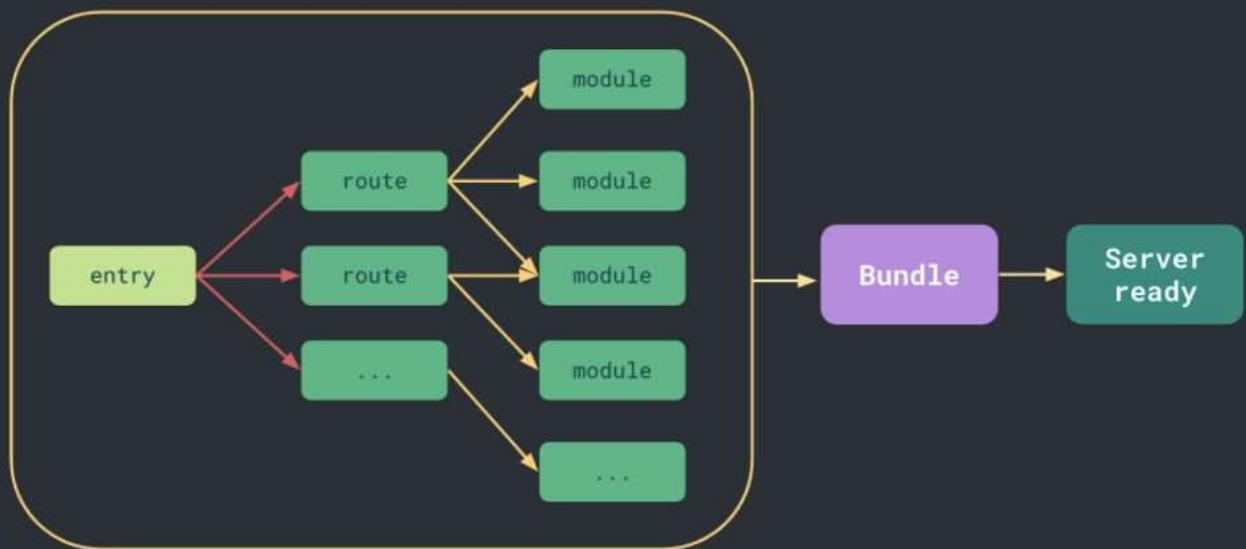 entry
route
route
...
module
module
module
module
...
Bundle
Server
ready